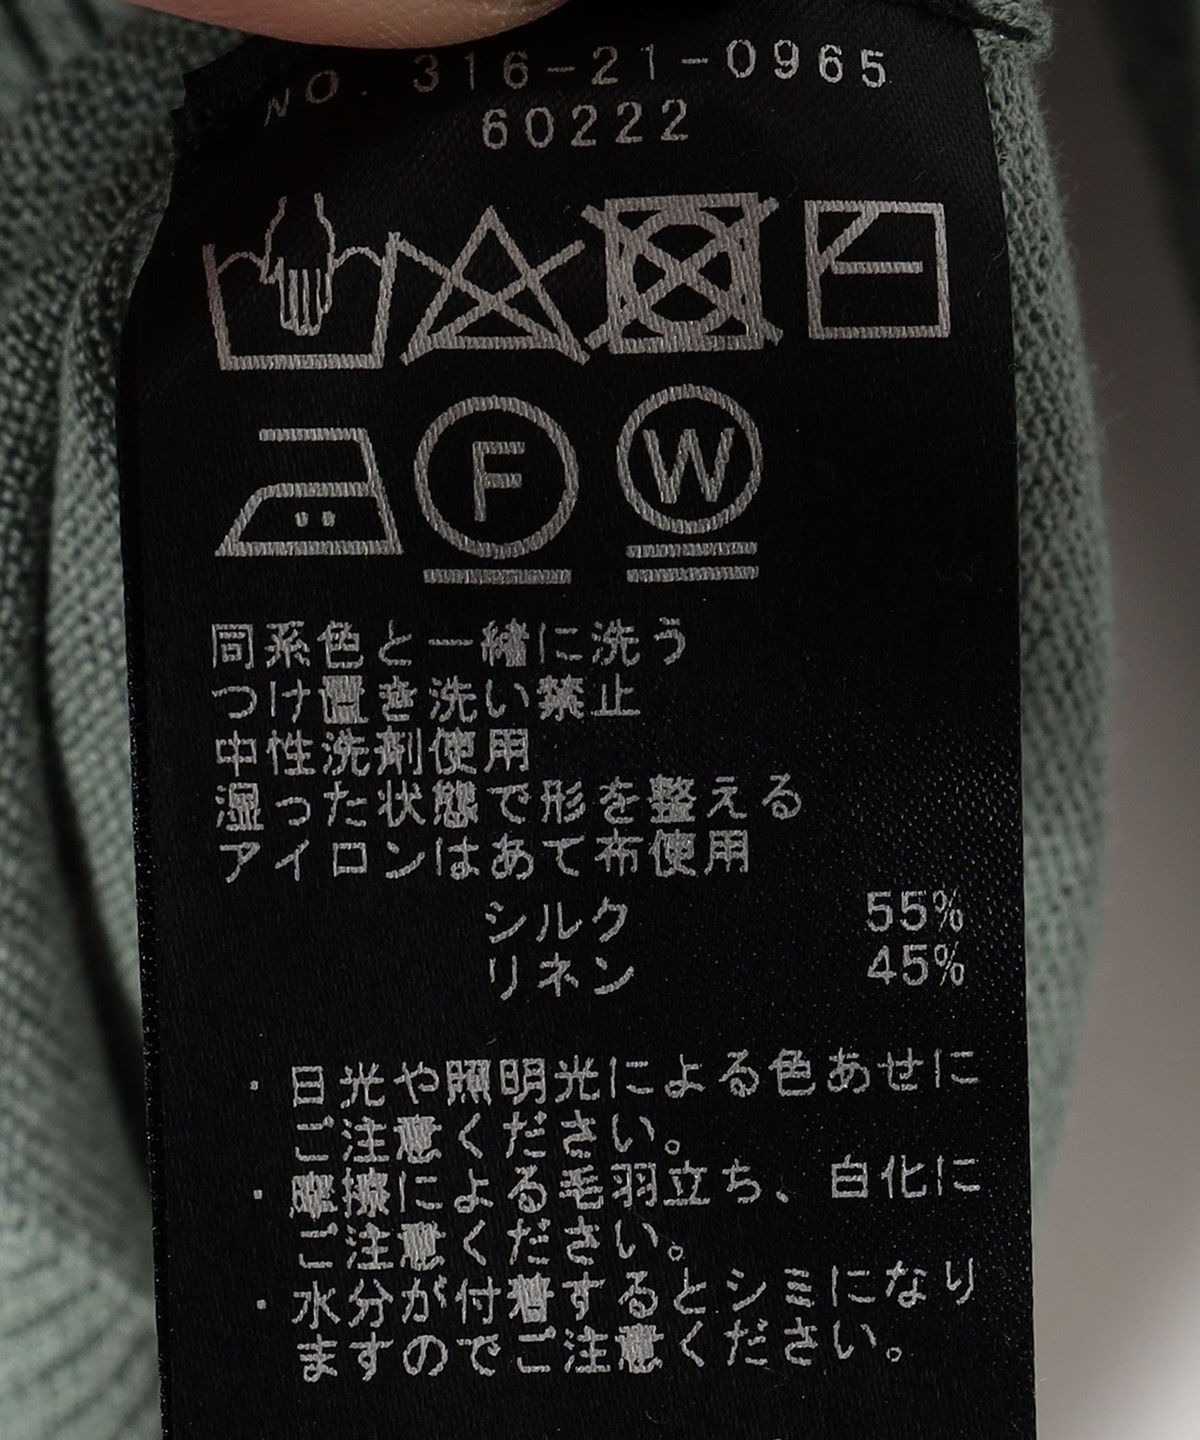 NO. 316-21-0965
60222
F W
同系色と一緒に洗う
つけ置き洗い禁止
中性洗剤使用
湿った状態で形を整える
アイロンはあて布使用
シルク 55%
リネン 45%
・日光や照明光による色あせに
ご注意ください。
・摩擦による毛羽立ち、白化に
ご注意ください。
・水分が付着するとシミになり
ますのでご注意ください。